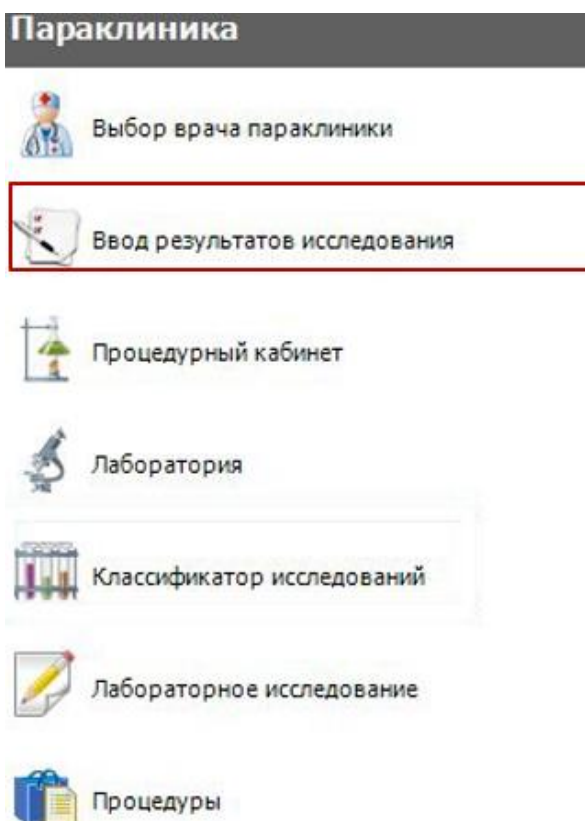 Параклиника
Выбор врача параклиники
Ввод результатов исследования
Процедурный кабинет
Лаборатория
Классификатор исследований
Лабораторное исследование
Процедуры